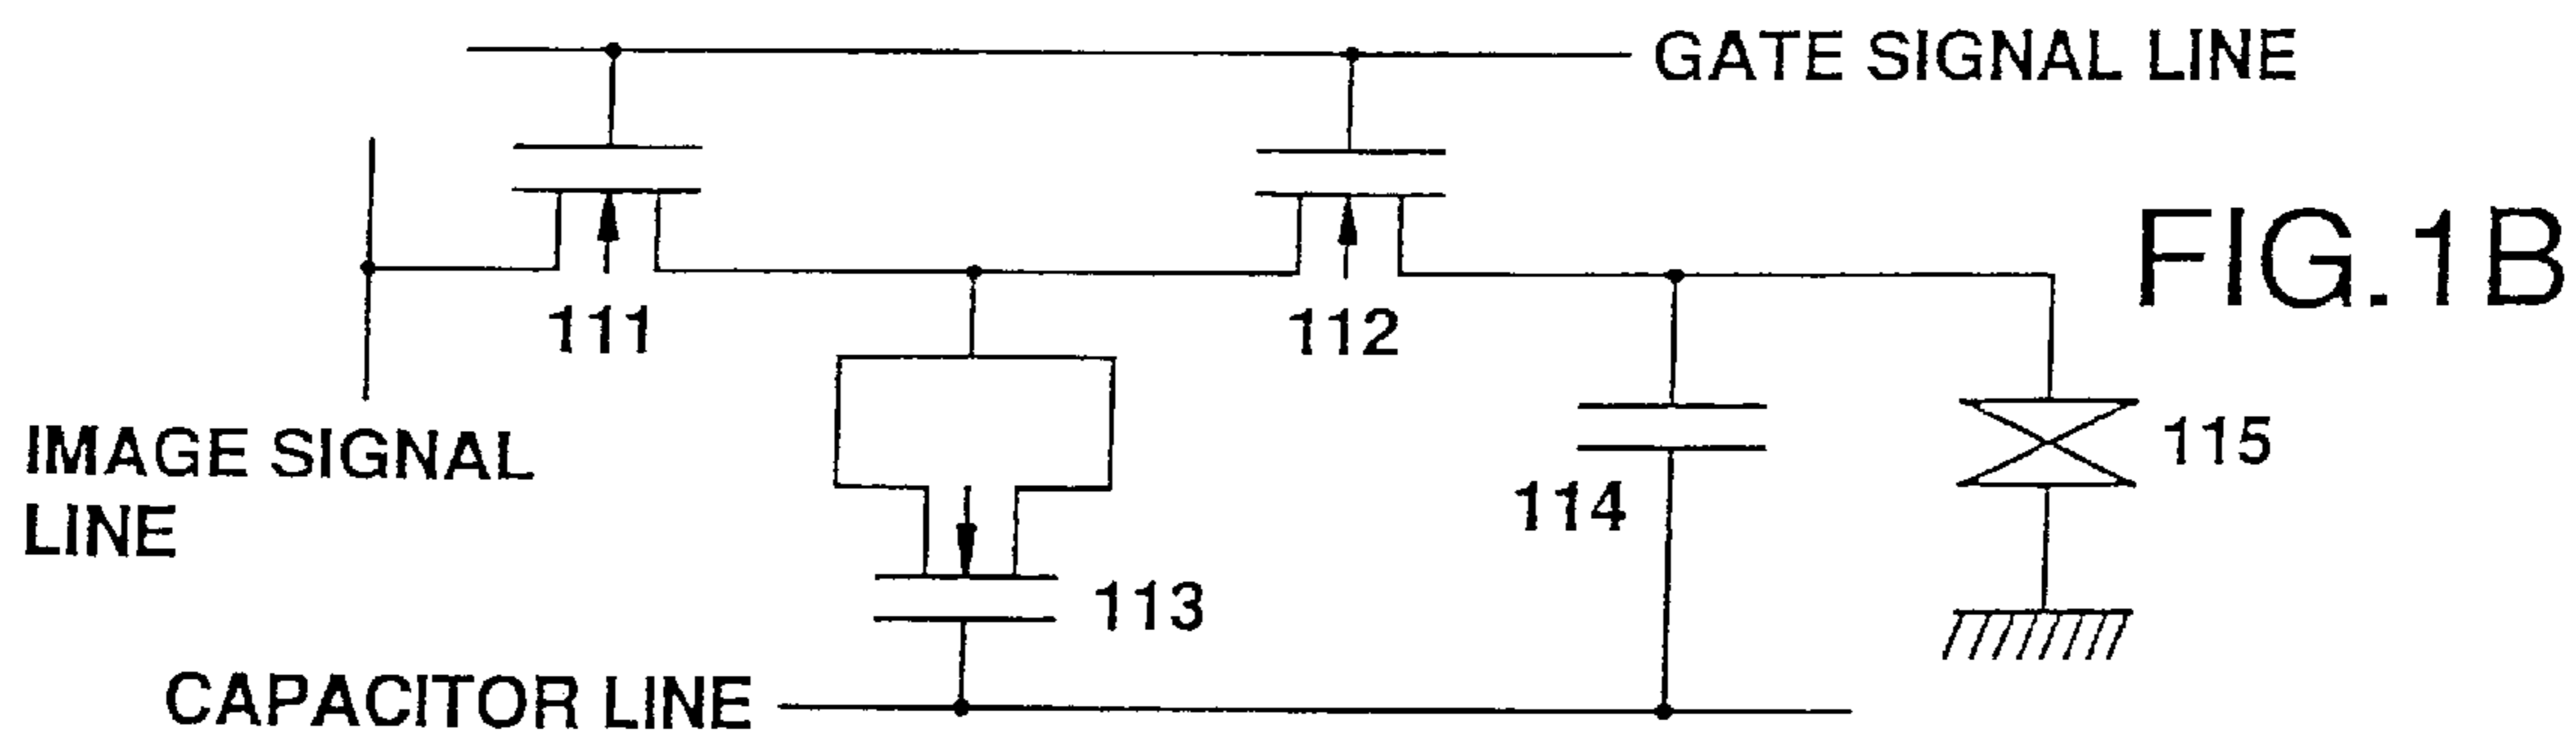 GATE SIGNAL LINE
FIG.1B
111
112
IMAGE SIGNAL
LINE
115
114
113
CAPACITOR LINE